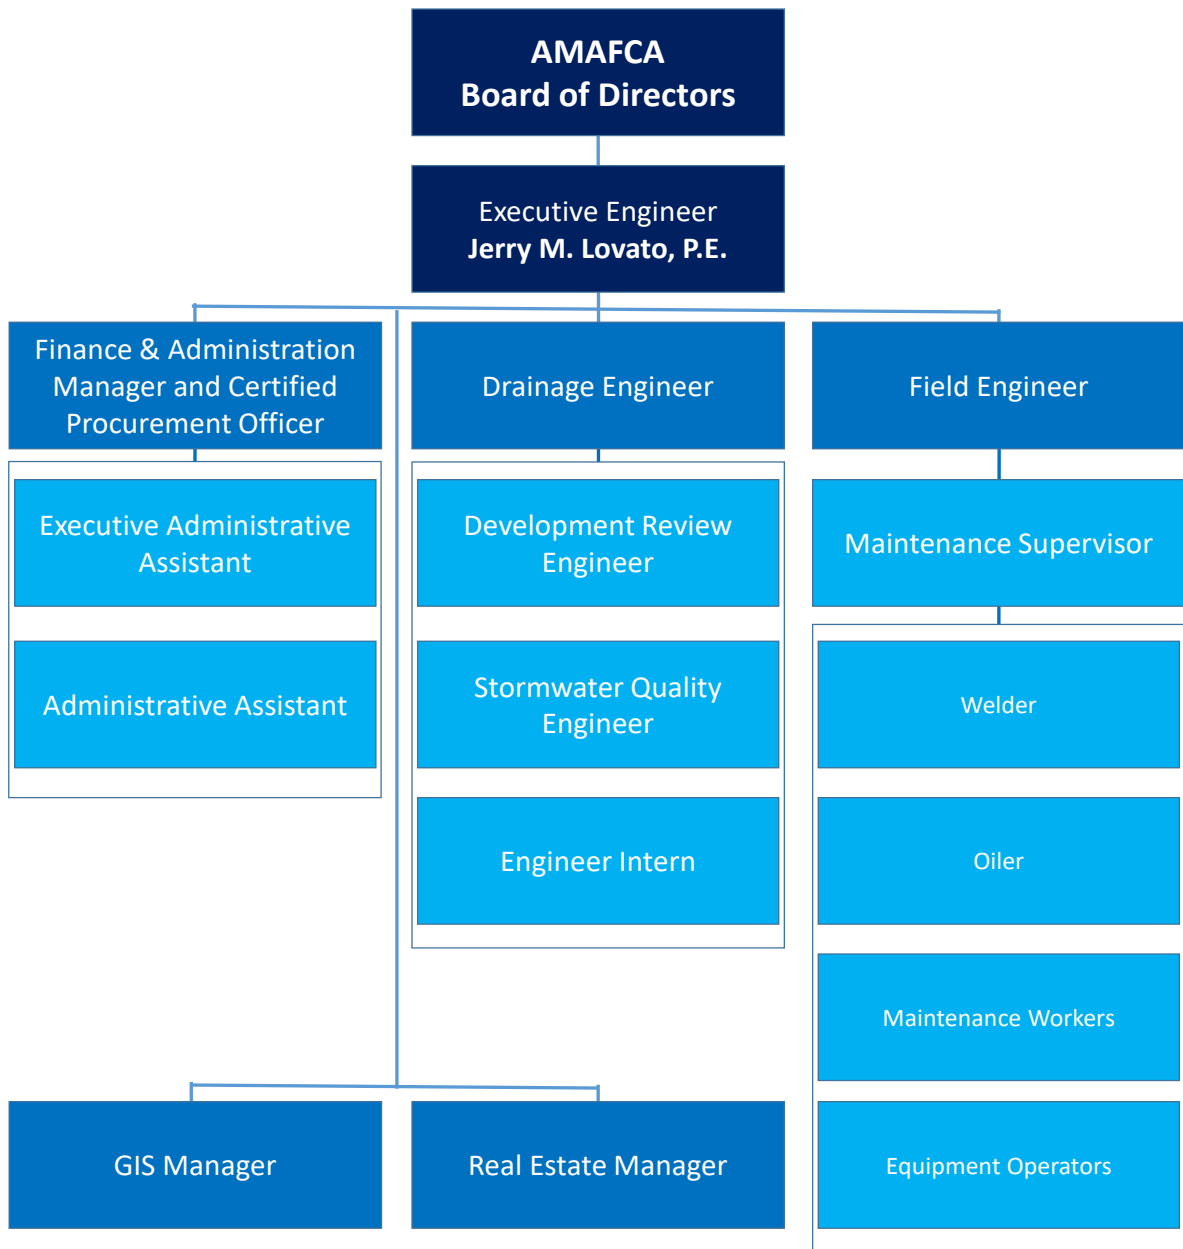 AMAFCA
Board of Directors
Executive Engineer
Jerry M. Lovato, P.E.
Finance & Administration
Manager and Certified
Procurement Officer
Drainage Engineer
Field Engineer
Executive Administrative
Assistant
Development Review
Engineer
Maintenance Supervisor
Administrative Assistant
Stormwater Quality
Engineer
Welder
Engineer Intern
Oiler
Maintenance Workers
GIS Manager
Real Estate Manager
Equipment Operators